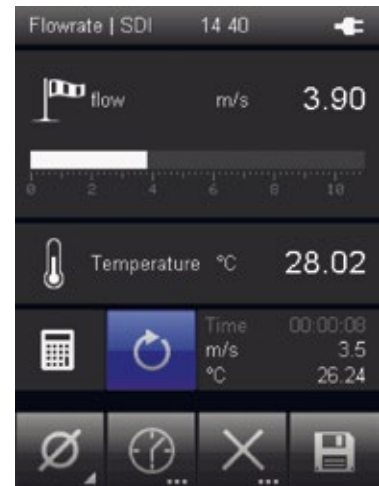 Flowrate | SDI 14 40
flow m/s 3.90
0 2 4 6 8 10
Temperature °C 28.02
Time 00:00:08
m/s 3.5
°C 26.24